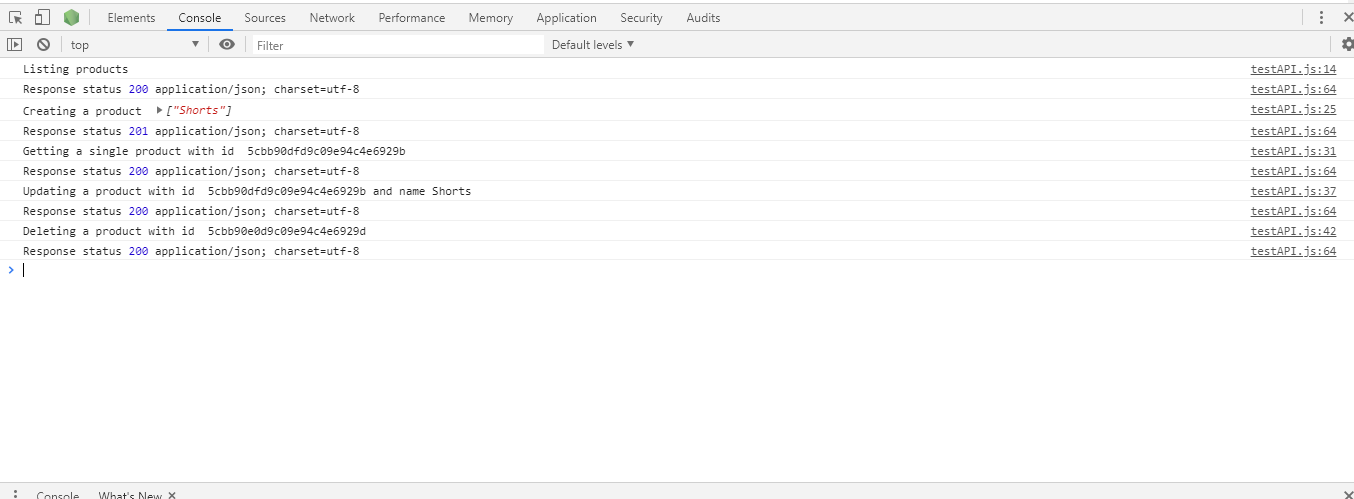 Elements Console Sources Network Performance Memory Application Security Audits
top Filter Default levels
Listing products testAPI.js:14
Response status 200 application/json; charset=utf-8 testAPI.js:64
Creating a product ["Shorts"] testAPI.js:25
Response status 201 application/json; charset=utf-8 testAPI.js:64
Getting a single product with id 5cbb90dfd9c09e94c4e6929b testAPI.js:31
Response status 200 application/json; charset=utf-8 testAPI.js:64
Updating a product with id 5cbb90dfd9c09e94c4e6929b and name Shorts testAPI.js:37
Response status 200 application/json; charset=utf-8 testAPI.js:64
Deleting a product with id 5cbb90e0d9c09e94c4e6929d testAPI.js:42
Response status 200 application/json; charset=utf-8 testAPI.js:64
Console What's New